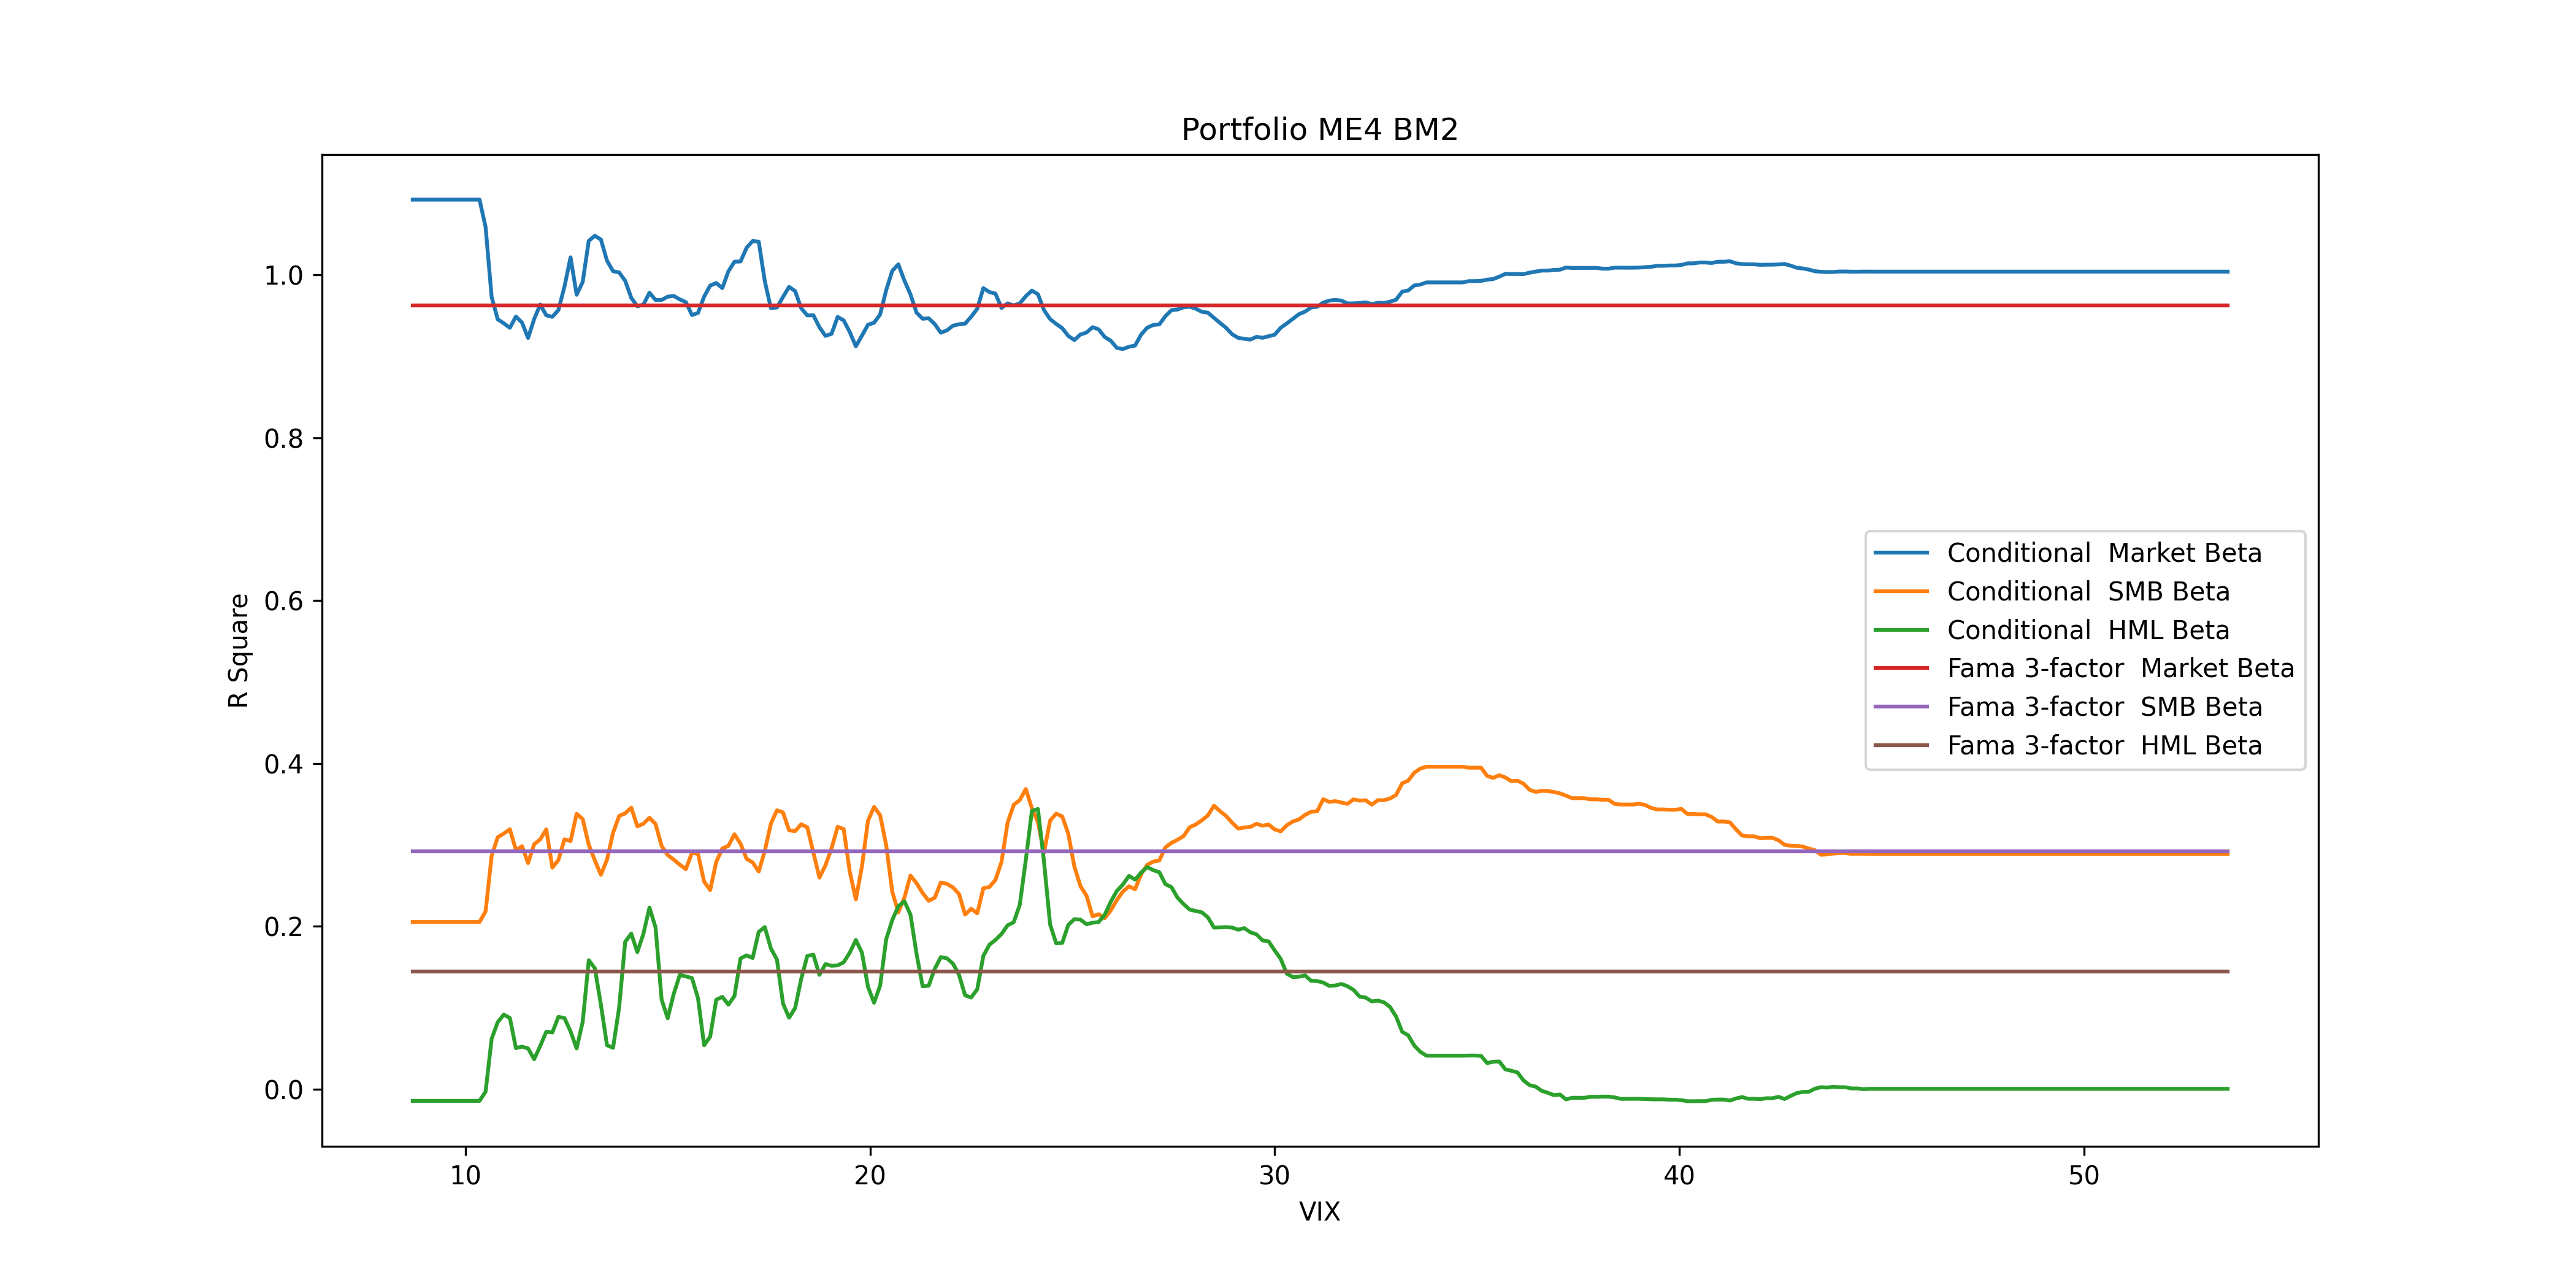 Portfolio ME4 BM2
R Square
1.0
0.8
0.6
0.4
0.2
0.0
Conditional  Market Beta
Conditional  SMB Beta
Conditional  HML Beta
Fama 3-factor  Market Beta
Fama 3-factor  SMB Beta
Fama 3-factor  HML Beta
10 20 30 40 50
VIX